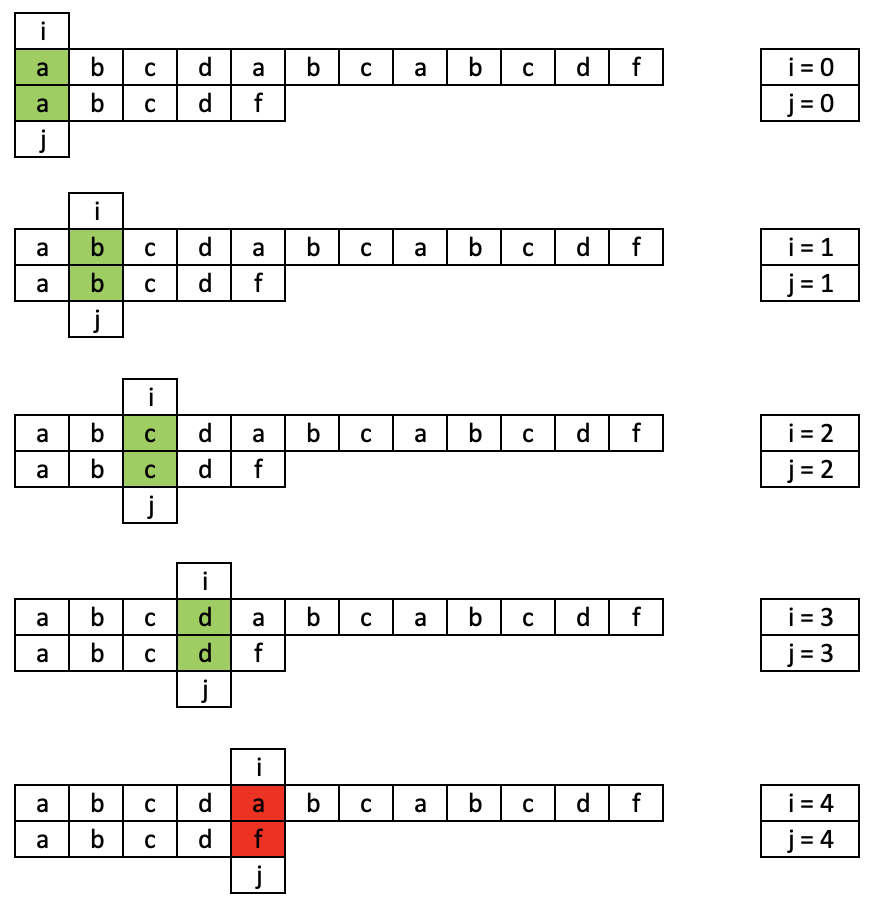 i
a b c d a b c a b c d f i = 0
a b c d f j = 0
j
i
a b c d a b c a b c d f i = 1
a b c d f j = 1
j
i
a b c d a b c a b c d f i = 2
a b c d f j = 2
j
i
a b c d a b c a b c d f i = 3
a b c d f j = 3
j
i
a b c d a b c a b c d f i = 4
a b c d f j = 4
j